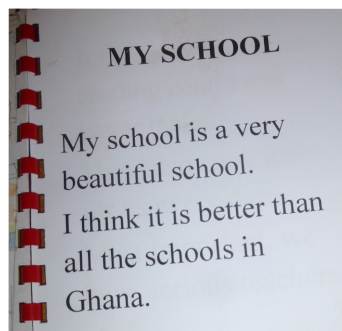 MY SCHOOL
My school is a very
beautiful school.
I think it is better than
all the schools in
Ghana.